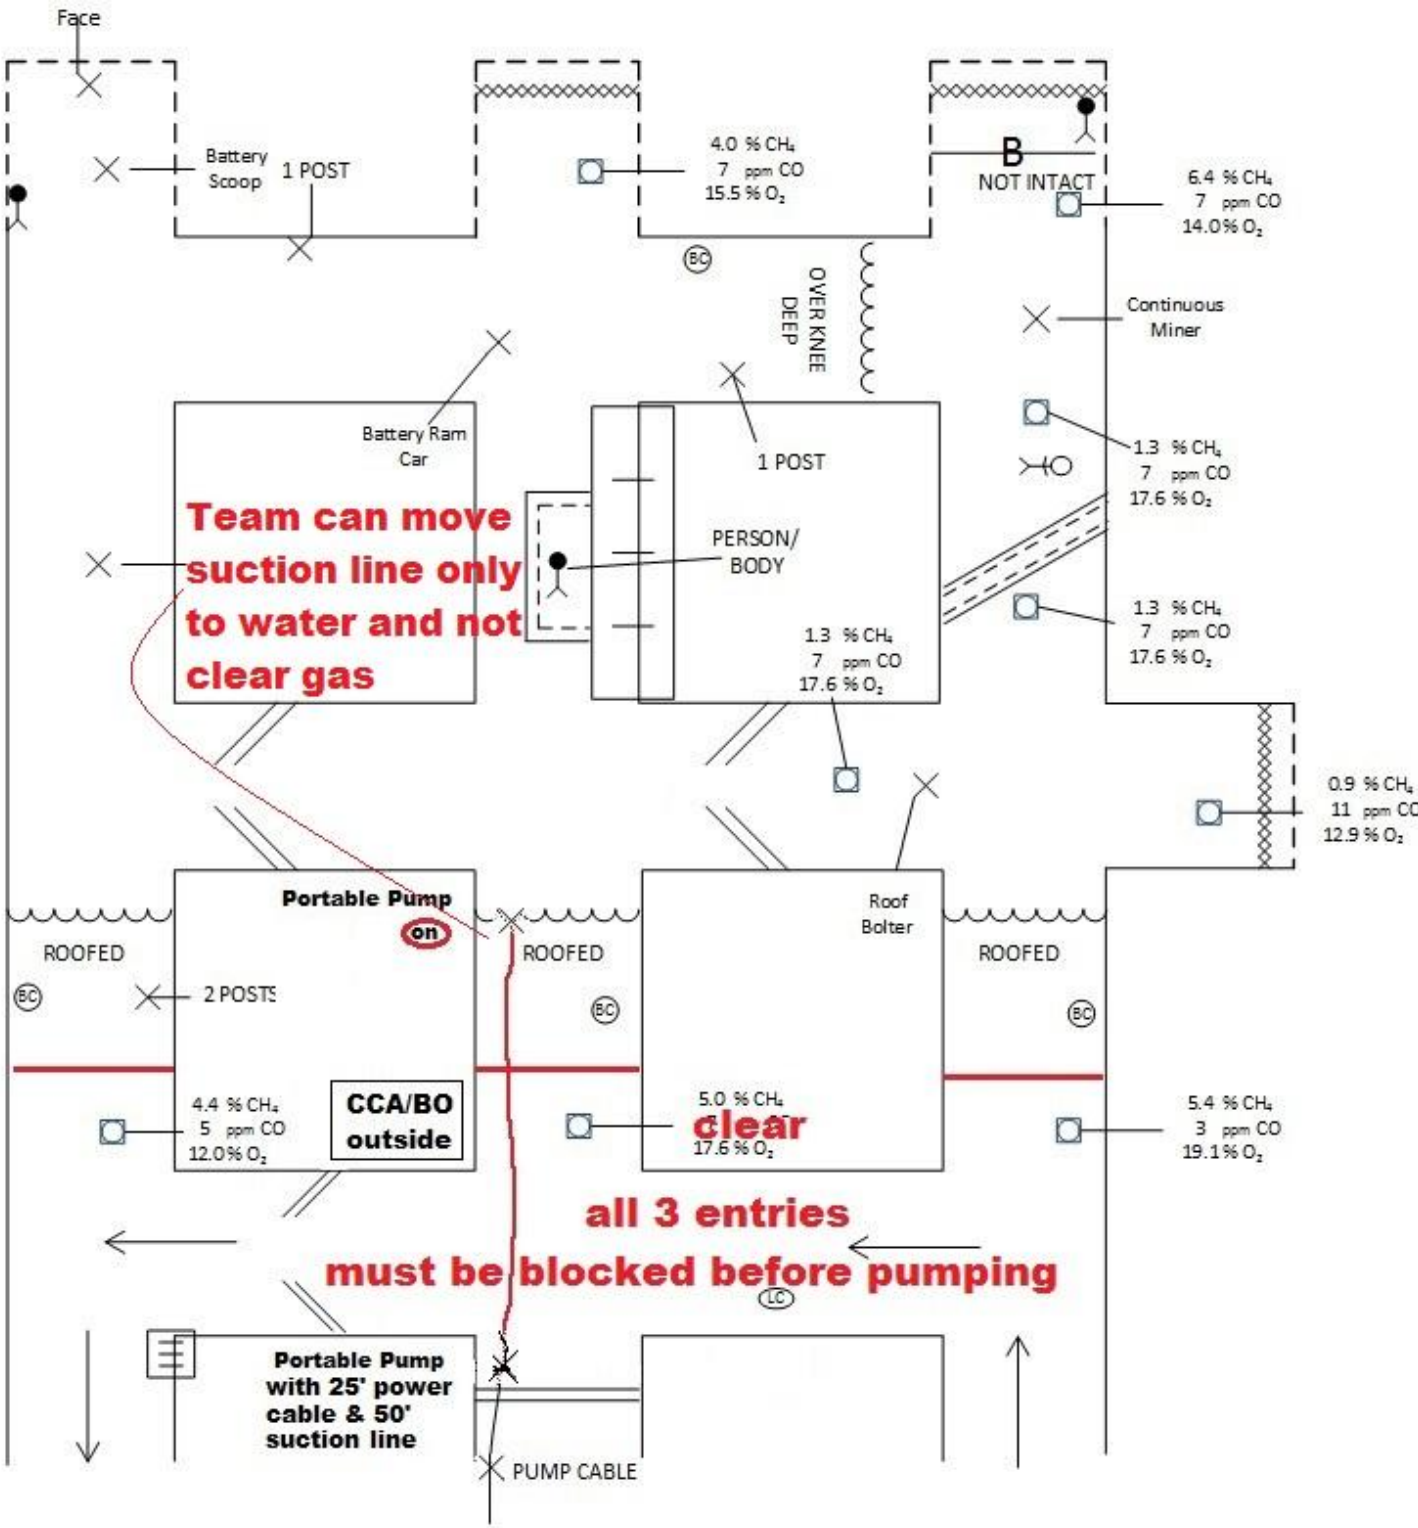 Face
Battery
Scoop
1 POST
4.0 % CH₄
7 ppm CO
15.5 % O₂
B
NOT INTACT
6.4 % CH₄
7 ppm CO
14.0% O₂
BC
OVER KNEE
DEEP
Continuous
Miner
Battery Ram
Car
1 POST
1.3 % CH₄
7 ppm CO
17.6 % O₂
Team can move
suction line only
to water and not
clear gas
PERSON/
BODY
1.3 % CH₄
7 ppm CO
17.6 % O₂
1.3 % CH₄
7 ppm CO
17.6 % O₂
0.9 % CH₄
11 ppm CO
12.9 % O₂
Portable Pump
on
Roof
Bolter
ROOFED
ROOFED
ROOFED
BC
2 POSTS
BC
BC
4.4 % CH₄
5 ppm CO
12.0% O₂
CCA/BO
outside
5.0 % CH₄
clear
17.6 % O₂
5.4 % CH₄
3 ppm CO
19.1% O₂
all 3 entries
must be blocked before pumping
LC
Portable Pump
with 25' power
cable & 50'
suction line
PUMP CABLE